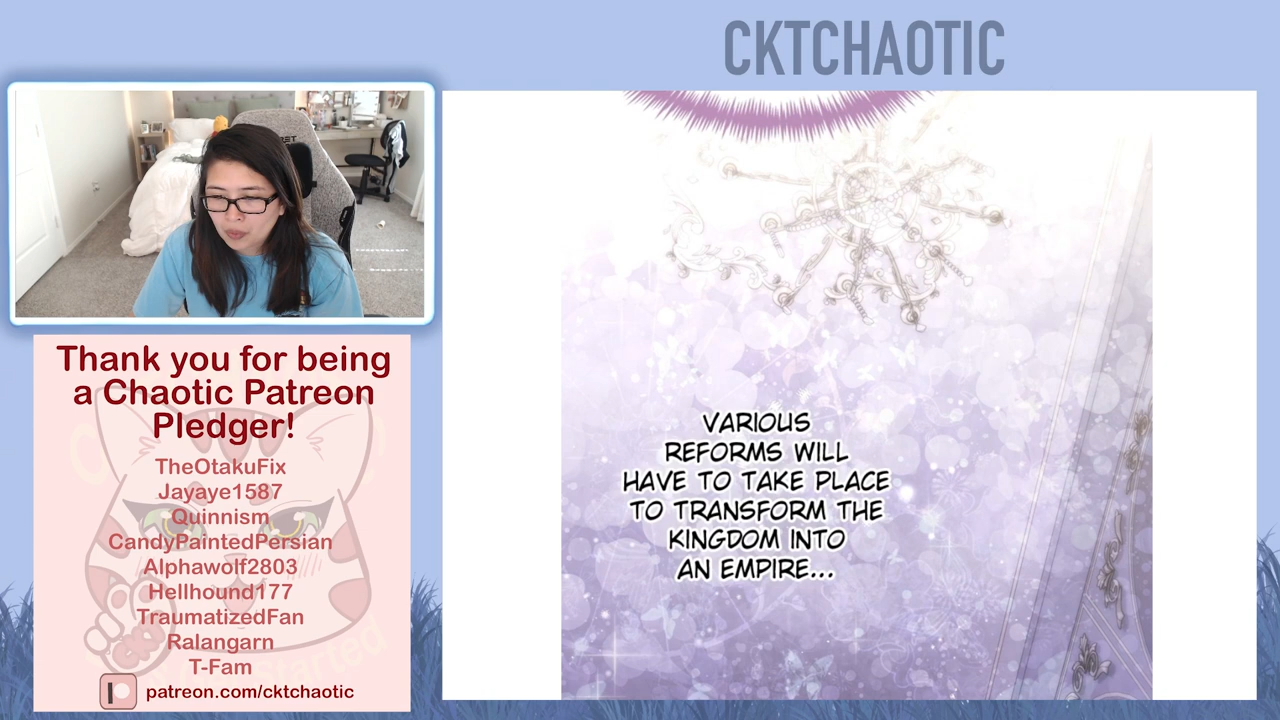 CKTCHAOTIC
Thank you for being
a Chaotic Patreon
Pledger!
TheOtakuFix
Jayaye1587
Quinnism
CandyPaintedPersian
Alphawolf2803
Hellhound177
TraumatizedFan
Ralangarn
T-Fam
patreon.com/cktchaotic
VARIOUS
REFORMS WILL
HAVE TO TAKE PLACE
TO TRANSFORM THE
KINGDOM INTO
AN EMPIRE...